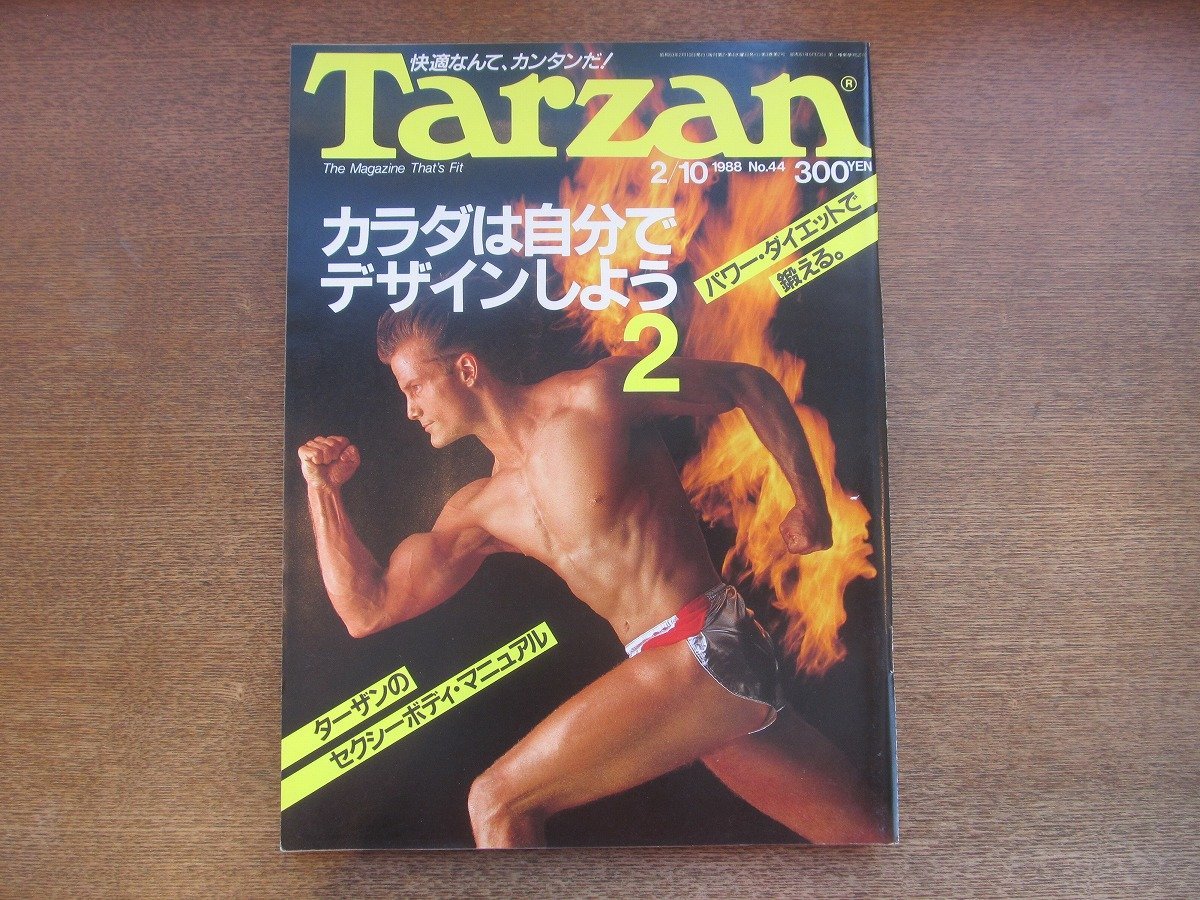 快適なんて、カンタンだ!
Tarzan®
The Magazine That's Fit
2/10 1988 No.44 300YEN
カラダは自分で
デザインしよう
2
パワー・ダイエットで
鍛える。
ターザンの
セクシーボディ・マニュアル